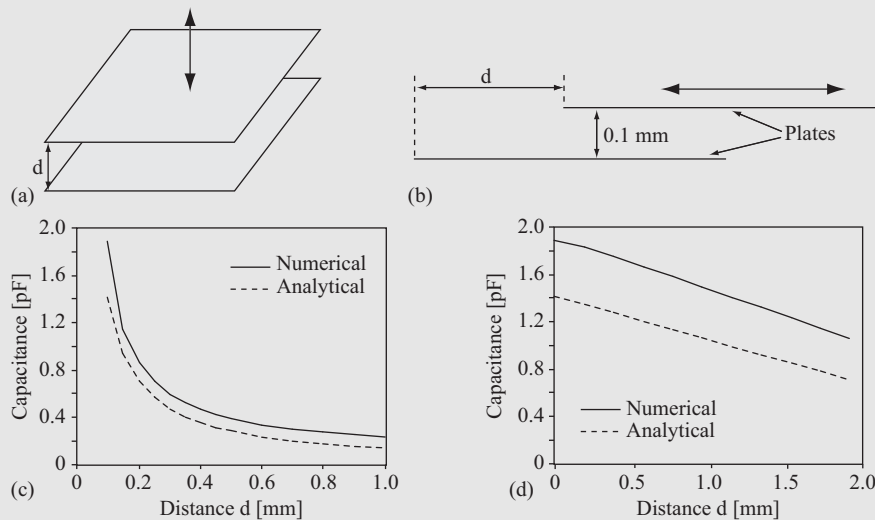 d
(a)
d
0.1 mm
Plates
(b)
2.0
1.6
1.2
0.8
0.4
0
Capacitance [pF]
Numerical
Analytical
0
0.2
0.4
0.6
0.8
1.0
Distance d [mm]
(c)
2.0
1.6
1.2
0.8
0.4
0
Capacitance [pF]
Numerical
Analytical
0
0.5
1.0
1.5
2.0
Distance d [mm]
(d)